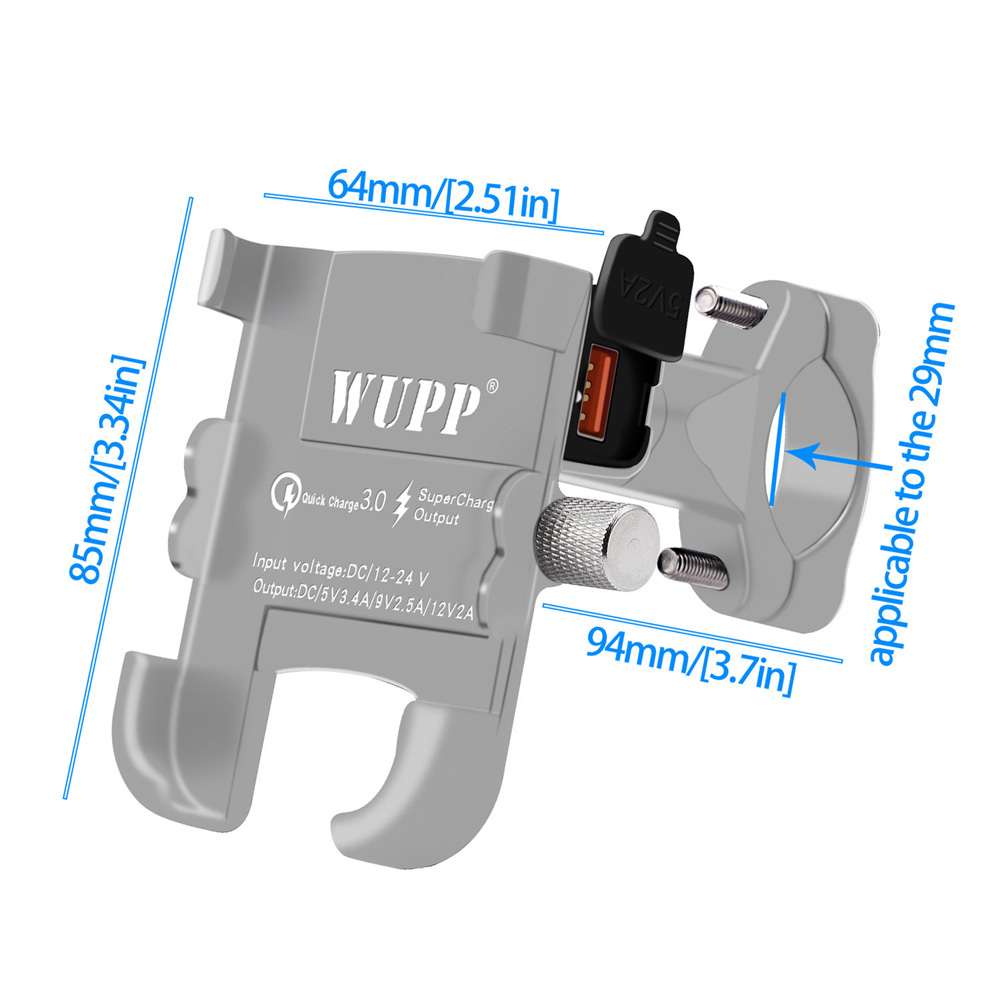 64mm/[2.51in]
5V2A
85mm/[3.34in]
applicable to the 29mm
WUPP®
Quick Charge 3.0
SuperCharg
Output
Input voltage:DC/12-24 V
Output:DC/5V3.4A/9V2.5A/12V2A
94mm/[3.7in]